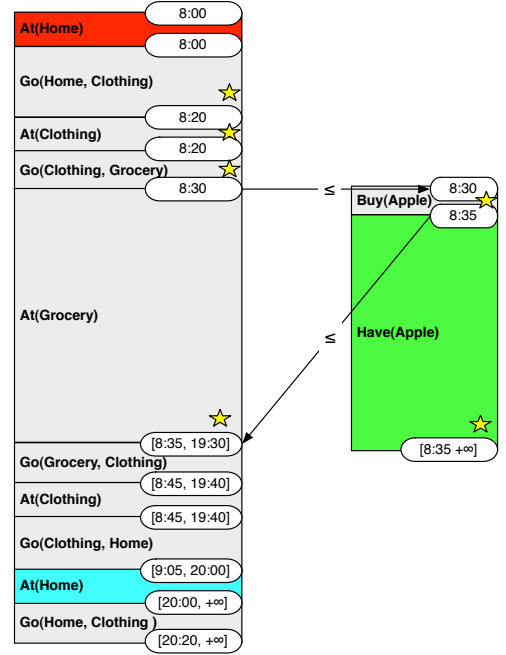 8:00
At(Home)
8:00
Go(Home, Clothing)
8:20
At(Clothing)
8:20
Go(Clothing, Grocery)
8:30
≤
8:30
Buy(Apple)
8:35
At(Grocery)
≤
Have(Apple)
[8:35, 19:30]
[8:35 +∞]
Go(Grocery, Clothing)
[8:45, 19:40]
At(Clothing)
[8:45, 19:40]
Go(Clothing, Home)
[9:05, 20:00]
At(Home)
[20:00, +∞]
Go(Home, Clothing )
[20:20, +∞]